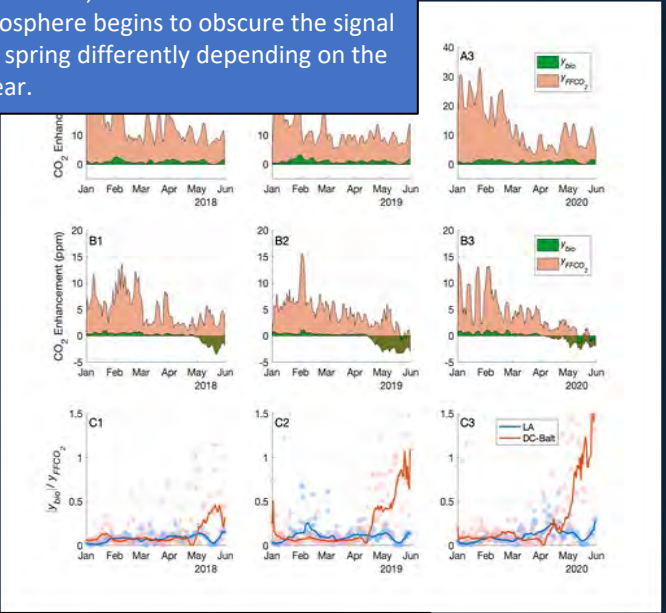 osphere begins to obscure the signal
spring differently depending on the
ear.
A3
40
30
20
10
0
y_bio
y_FFCO2
CO2 Enhanc
10
0
Jan Feb Mar Apr May Jun
2018
10
0
Jan Feb Mar Apr May Jun
2019
Jan Feb Mar Apr May Jun
2020
CO2 Enhancement (ppm)
B1
20
15
10
5
0
-5
Jan Feb Mar Apr May Jun
2018
B2
20
15
10
5
0
-5
Jan Feb Mar Apr May Jun
2019
B3
20
15
10
5
0
-5
y_bio
y_FFCO2
Jan Feb Mar Apr May Jun
2020
|y_bio| / y_FFCO2
C1
1.5
1
0.5
0
Jan Feb Mar Apr May Jun
2018
C2
1.5
1
0.5
0
Jan Feb Mar Apr May Jun
2019
C3
1.5
1
0.5
0
LA
DC-Balt
Jan Feb Mar Apr May Jun
2020